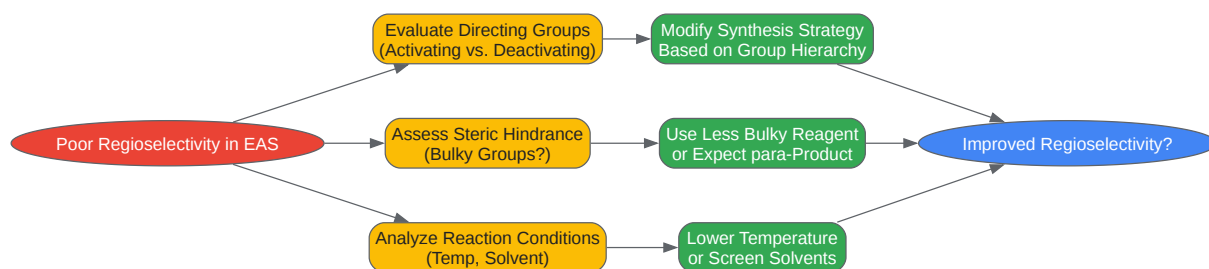 Evaluate Directing Groups
(Activating vs. Deactivating)
Modify Synthesis Strategy
Based on Group Hierarchy
Poor Regioselectivity in EAS
Assess Steric Hindrance
(Bulky Groups?)
Use Less Bulky Reagent
or Expect para-Product
Improved Regioselectivity?
Analyze Reaction Conditions
(Temp, Solvent)
Lower Temperature
or Screen Solvents